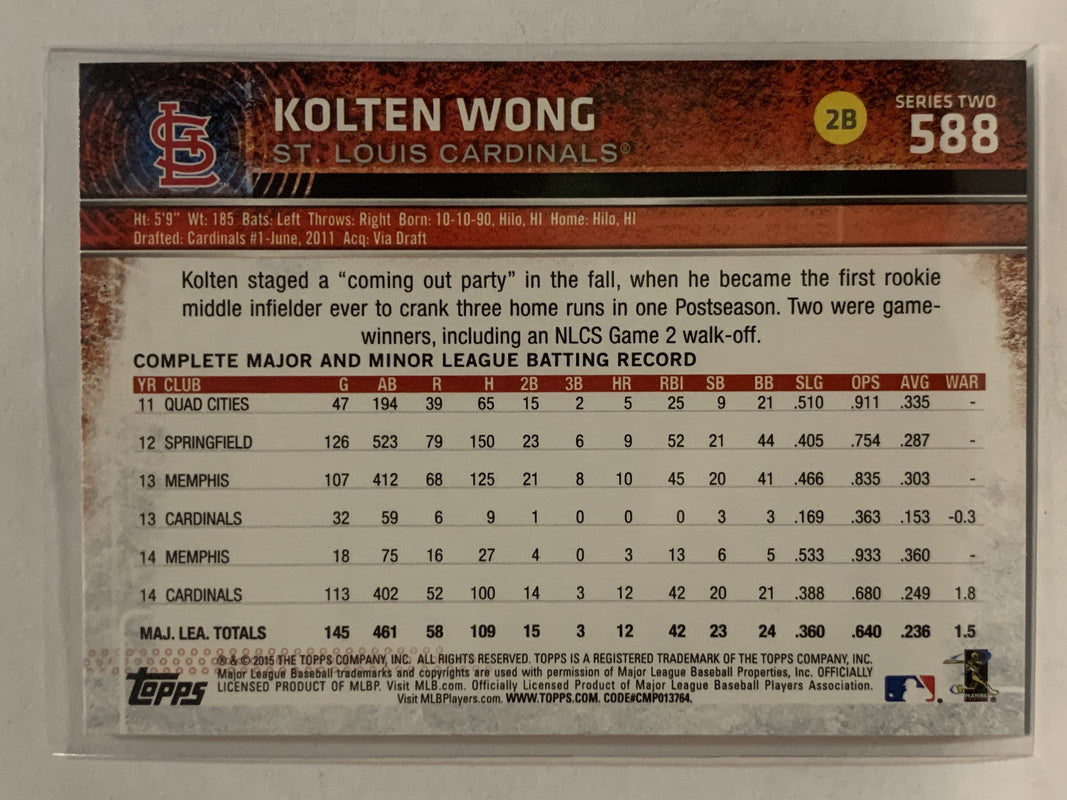 KOLTEN WONG
ST. LOUIS CARDINALS®
2B
SERIES TWO
588
STL
TM
Ht: 5'9" Wt: 185 Bats: Left Throws: Right Born: 10-10-90, Hilo, HI Home: Hilo, HI
Drafted: Cardinals #1-June, 2011 Acq: Via Draft
Kolten staged a “coming out party” in the fall, when he became the first rookie
middle infielder ever to crank three home runs in one Postseason. Two were game-
winners, including an NLCS Game 2 walk-off.
COMPLETE MAJOR AND MINOR LEAGUE BATTING RECORD
YR CLUB G AB R H 2B 3B HR RBI SB BB SLG OPS AVG WAR
11 QUAD CITIES 47 194 39 65 15 2 5 25 9 21 .510 .911 .335 -
12 SPRINGFIELD 126 523 79 150 23 6 9 52 21 44 .405 .754 .287 -
13 MEMPHIS 107 412 68 125 21 8 10 45 20 41 .466 .835 .303 -
13 CARDINALS 32 59 6 9 1 0 0 0 3 3 .169 .363 .153 -0.3
14 MEMPHIS 18 75 16 27 4 0 3 13 6 5 .533 .933 .360 -
14 CARDINALS 113 402 52 100 14 3 12 42 20 21 .388 .680 .249 1.8
MAJ. LEA. TOTALS 145 461 58 109 15 3 12 42 23 24 .360 .640 .236 1.5
® & © 2015 THE TOPPS COMPANY, INC. ALL RIGHTS RESERVED. TOPPS IS A REGISTERED TRADEMARK OF THE TOPPS COMPANY, INC.
Major League Baseball trademarks and copyrights are used with permission of Major League Baseball Properties, Inc. OFFICIALLY
LICENSED PRODUCT OF MLBP. Visit MLB.com. Officially Licensed Product of Major League Baseball Players Association.
Visit MLBPlayers.com. WWW.TOPPS.COM. CODE#CMP013764.
Topps
PLAYERS